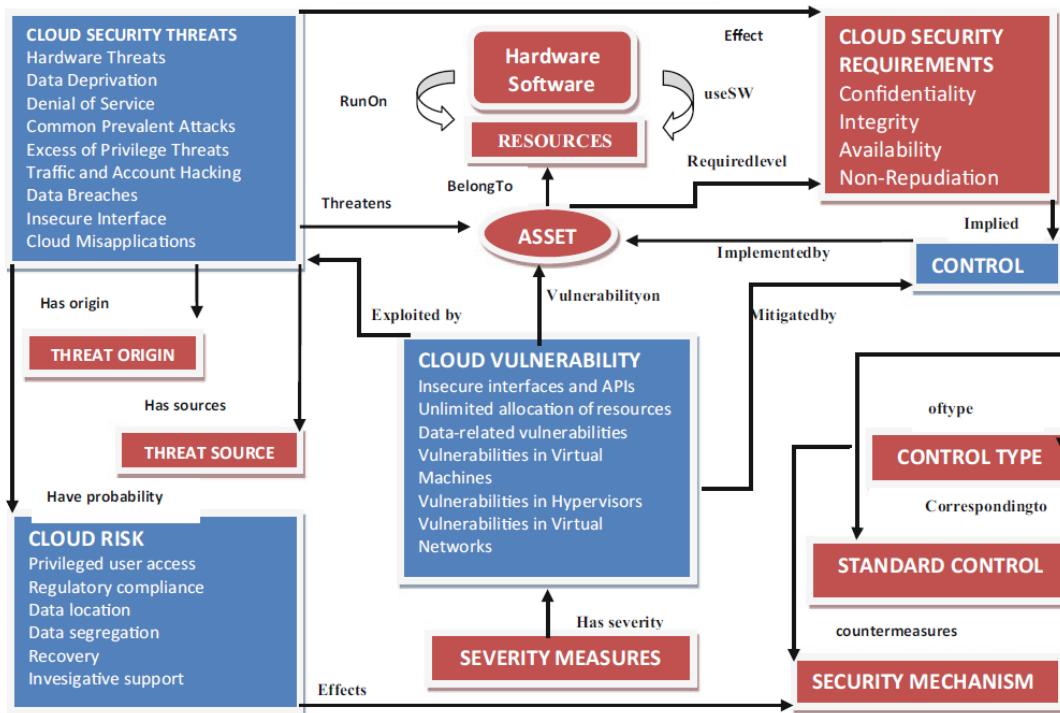 CLOUD SECURITY THREATS
Hardware Threats
Data Deprivation
Denial of Service
Common Prevalent Attacks
Excess of Privilege Threats
Traffic and Account Hacking
Data Breaches
Insecure Interface
Cloud Misapplications
Effect
Hardware
Software
RunOn
useSW
RESOURCES
CLOUD SECURITY
REQUIREMENTS
Confidentiality
Integrity
Availability
Non-Repudiation
BelongTo
Requiredlevel
Threatens
ASSET
Implied
Implementedby
CONTROL
Has origin
THREAT ORIGIN
Exploited by
Vulnerabilityon
Mitigatedby
CLOUD VULNERABILITY
Insecure interfaces and APIs
Unlimited allocation of resources
Data-related vulnerabilities
Vulnerabilities in Virtual
Machines
Vulnerabilities in Hypervisors
Vulnerabilities in Virtual
Networks
Has sources
THREAT SOURCE
oftype
CONTROL TYPE
Correspondingto
STANDARD CONTROL
Have probability
CLOUD RISK
Privileged user access
Regulatory compliance
Data location
Data segregation
Recovery
Invesigative support
Has severity
SEVERITY MEASURES
countermeasures
SECURITY MECHANISM
Effects